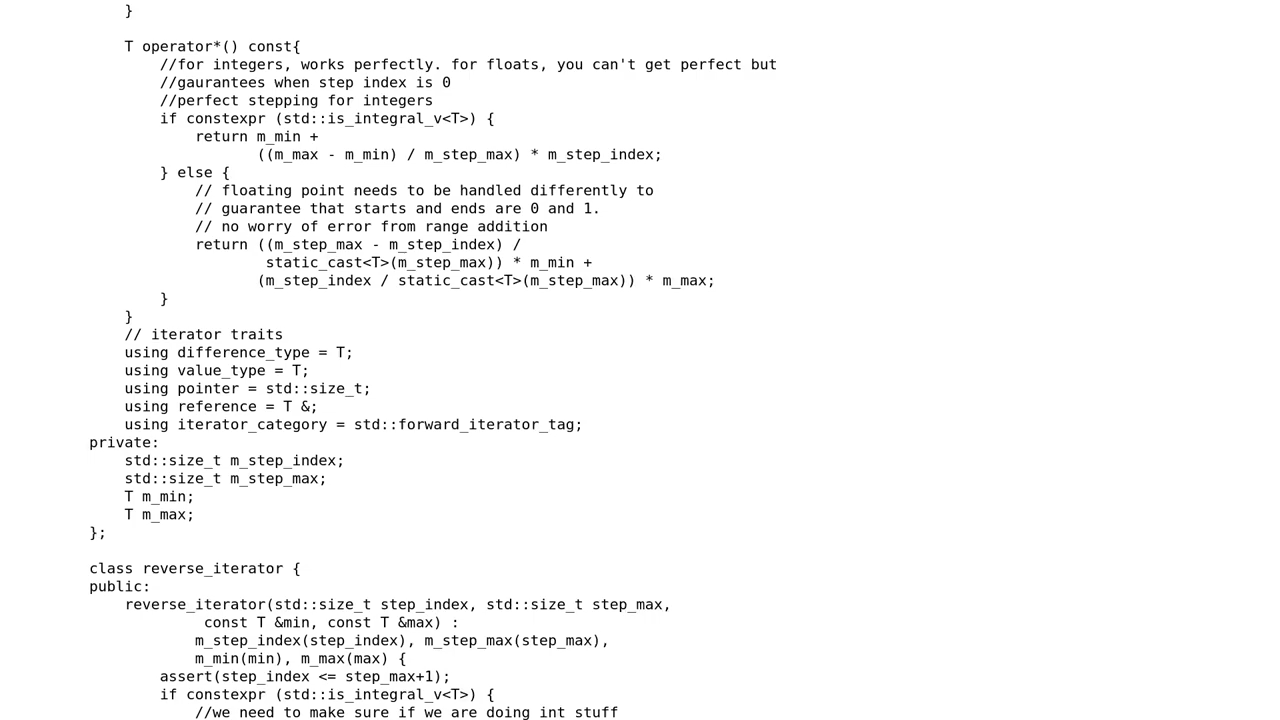 }
T operator*() const{
//for integers, works perfectly. for floats, you can't get perfect but
//gaurantees when step index is 0
//perfect stepping for integers
if constexpr (std::is_integral_v<T>) {
return m_min +
((m_max - m_min) / m_step_max) * m_step_index;
} else {
// floating point needs to be handled differently to
// guarantee that starts and ends are 0 and 1.
// no worry of error from range addition
return ((m_step_max - m_step_index) /
static_cast<T>(m_step_max)) * m_min +
(m_step_index / static_cast<T>(m_step_max)) * m_max;
}
}
// iterator traits
using difference_type = T;
using value_type = T;
using pointer = std::size_t;
using reference = T &;
using iterator_category = std::forward_iterator_tag;
private:
std::size_t m_step_index;
std::size_t m_step_max;
T m_min;
T m_max;
};
class reverse_iterator {
public:
reverse_iterator(std::size_t step_index, std::size_t step_max,
const T &min, const T &max) :
m_step_index(step_index), m_step_max(step_max),
m_min(min), m_max(max) {
assert(step_index <= step_max+1);
if constexpr (std::is_integral_v<T>) {
//we need to make sure if we are doing int stuff